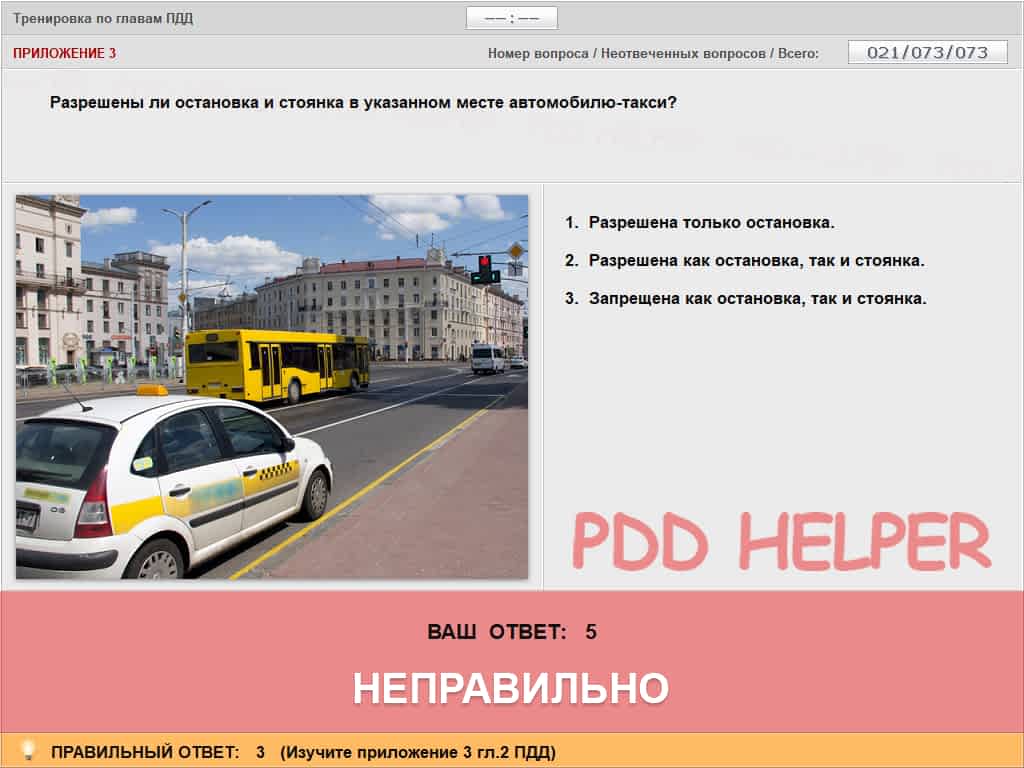 Тренировка по главам ПДД
——:——
ПРИЛОЖЕНИЕ 3
Номер вопроса / Неотвеченных вопросов / Всего: 021/073/073
Разрешены ли остановка и стоянка в указанном месте автомобилю-такси?
1. Разрешена только остановка.
2. Разрешена как остановка, так и стоянка.
3. Запрещена как остановка, так и стоянка.
PDD HELPER
ВАШ ОТВЕТ: 5
НЕПРАВИЛЬНО
ПРАВИЛЬНЫЙ ОТВЕТ: 3 (Изучите приложение 3 гл.2 ПДД)